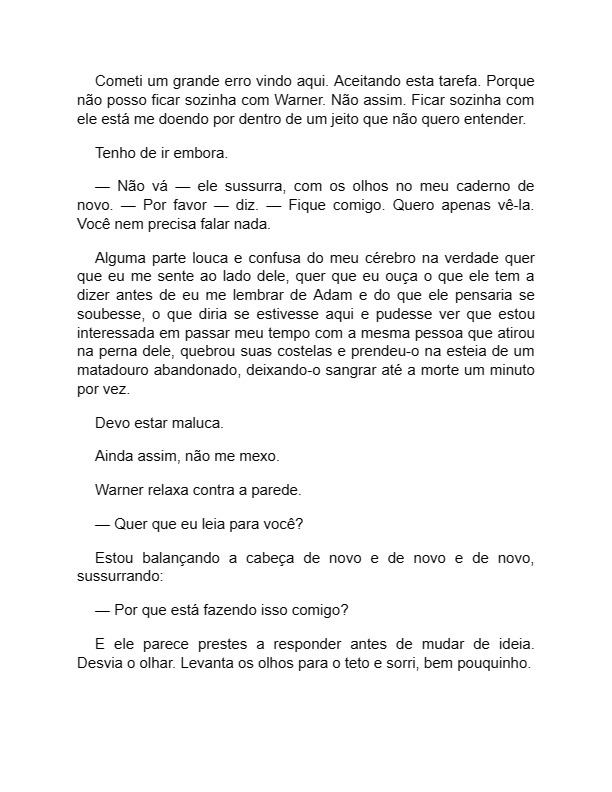 Cometi um grande erro vindo aqui. Aceitando esta tarefa. Porque
não posso ficar sozinha com Warner. Não assim. Ficar sozinha com
ele está me doendo por dentro de um jeito que não quero entender.
Tenho de ir embora.
— Não vá — ele sussurra, com os olhos no meu caderno de
novo. — Por favor — diz. — Fique comigo. Quero apenas vê-la.
Você nem precisa falar nada.
Alguma parte louca e confusa do meu cérebro na verdade quer
que eu me sente ao lado dele, quer que eu ouça o que ele tem a
dizer antes de eu me lembrar de Adam e do que ele pensaria se
soubesse, o que diria se estivesse aqui e pudesse ver que estou
interessada em passar meu tempo com a mesma pessoa que atirou
na perna dele, quebrou suas costelas e prendeu-o na esteia de um
matadouro abandonado, deixando-o sangrar até a morte um minuto
por vez.
Devo estar maluca.
Ainda assim, não me mexo.
Warner relaxa contra a parede.
— Quer que eu leia para você?
Estou balançando a cabeça de novo e de novo e de novo,
sussurrando:
— Por que está fazendo isso comigo?
E ele parece prestes a responder antes de mudar de ideia.
Desvia o olhar. Levanta os olhos para o teto e sorri, bem pouquinho.